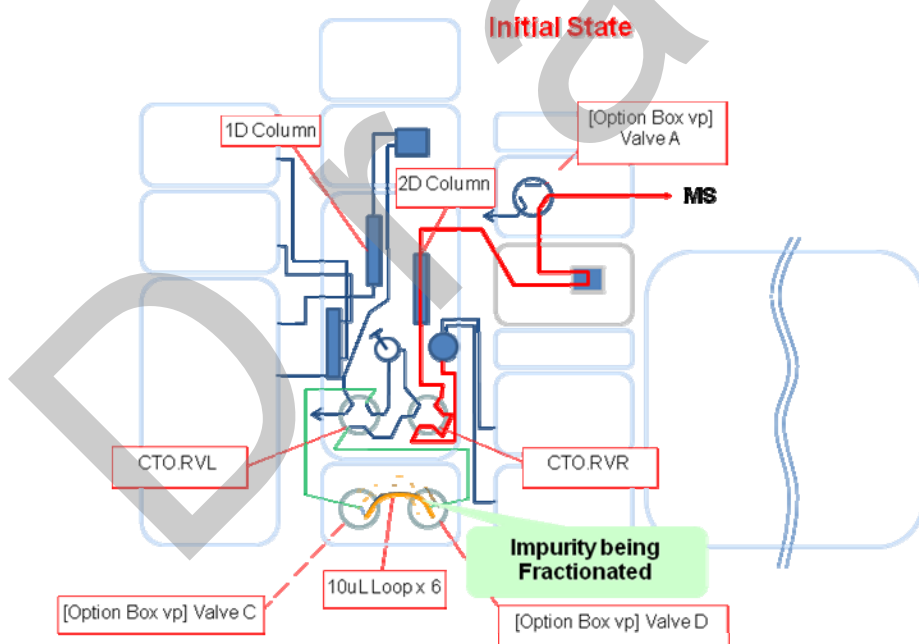 Initial State
1D Column
[Option Box vp]
Valve A
2D Column
MS
CTO.RVL
CTO.RVR
Impurity being
Fractionated
10uL Loop x 6
[Option Box vp] Valve C
[Option Box vp] Valve D
Dra